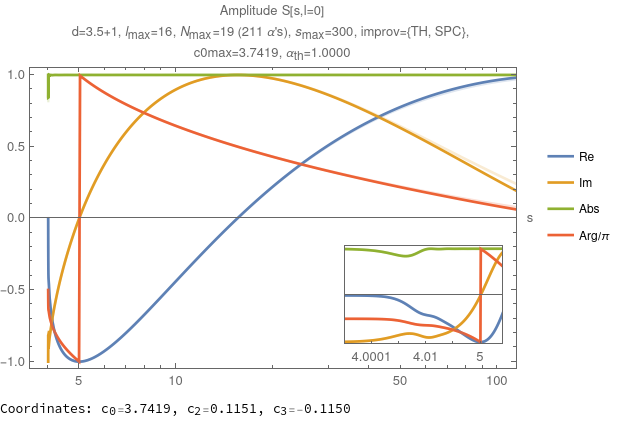 Amplitude S[s,l=0]
d=3.5+1, lmax=16, Nmax=19 (211 α's), smax=300, improv={TH, SPC},
c0max=3.7419, αth=1.0000
1.0
0.5
0.0
−0.5
−1.0
5
10
50
100
s
Re
Im
Abs
Arg/π
4.0001
4.01
5
Coordinates: c0=3.7419, c2=0.1151, c3=-0.1150